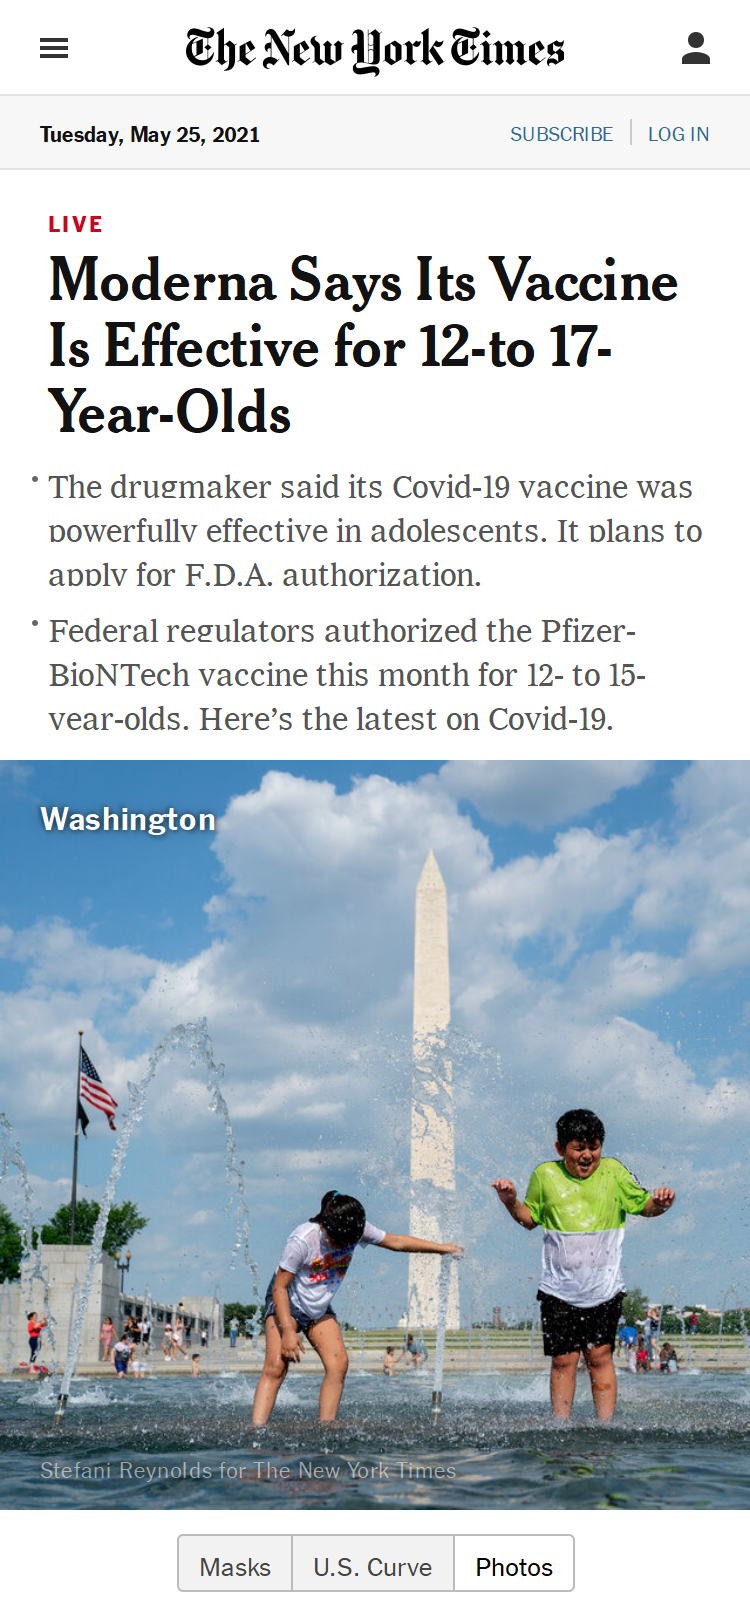 The New York Times
Tuesday, May 25, 2021
SUBSCRIBE
LOG IN
LIVE
Moderna Says Its Vaccine
Is Effective for 12-to 17-
Year-Olds
• The drugmaker said its Covid-19 vaccine was
powerfully effective in adolescents. It plans to
apply for F.D.A. authorization.
• Federal regulators authorized the Pfizer-
BioNTech vaccine this month for 12- to 15-
year-olds. Here’s the latest on Covid-19.
Washington
Stefani Reynolds for The New York Times
Masks
U.S. Curve
Photos